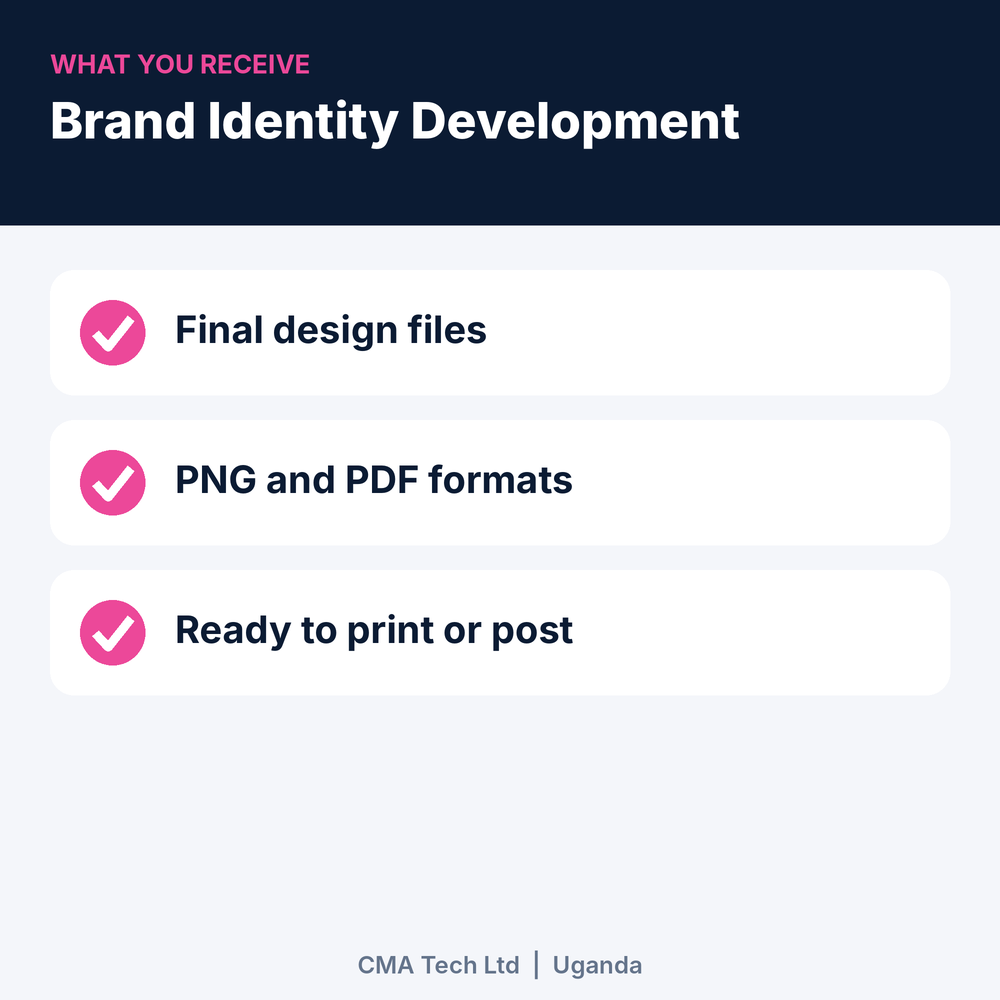 WHAT YOU RECEIVE
Brand Identity Development
Final design files
PNG and PDF formats
Ready to print or post
CMA Tech Ltd | Uganda